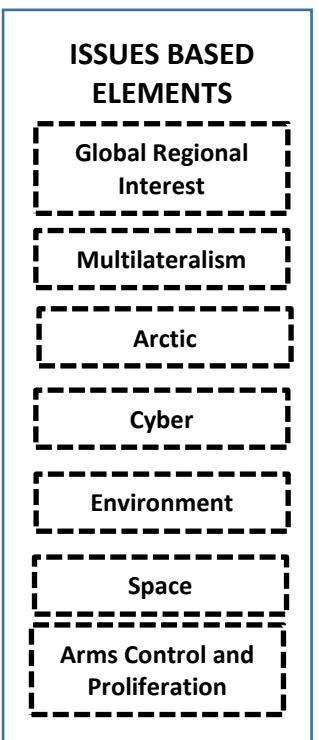 ISSUES BASED
ELEMENTS
Global Regional
Interest
Multilateralism
Arctic
Cyber
Environment
Space
Arms Control and
Proliferation